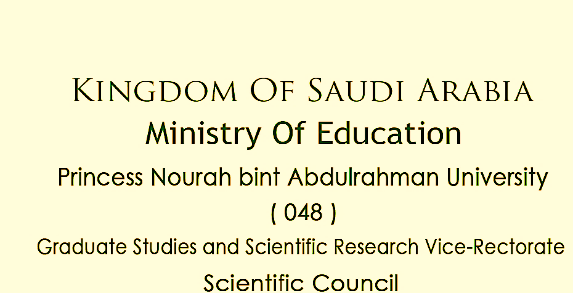 KINGDOM OF SAUDI ARABIA
Ministry Of Education
Princess Nourah bint Abdulrahman University
( 048 )
Graduate Studies and Scientific Research Vice-Rectorate
Scientific Council